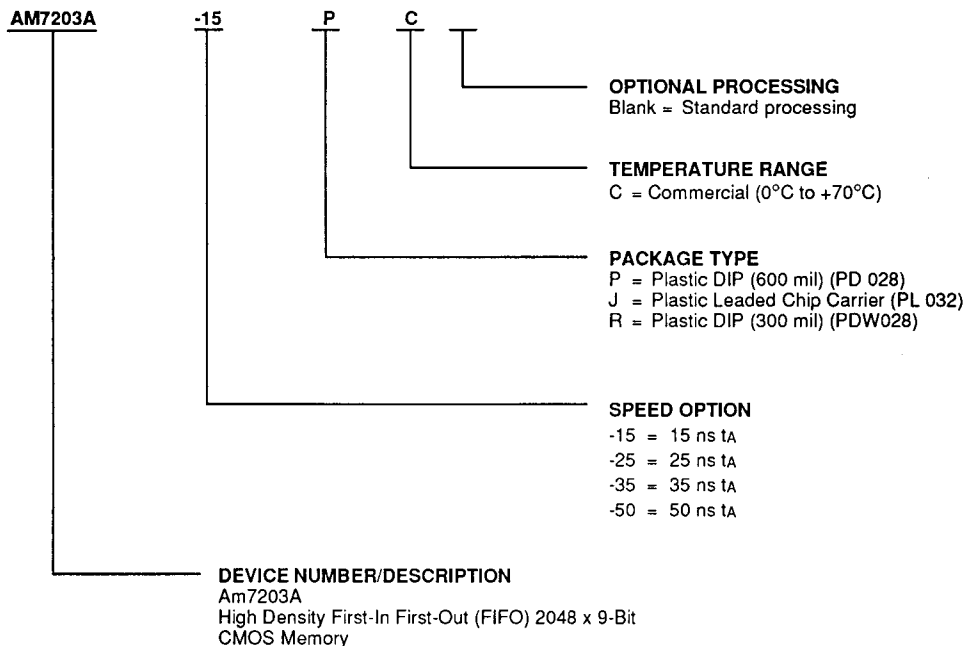 AM7203A -15 P C
OPTIONAL PROCESSING
Blank = Standard processing
TEMPERATURE RANGE
C = Commercial (0°C to +70°C)
PACKAGE TYPE
P = Plastic DIP (600 mil) (PD 028)
J = Plastic Leaded Chip Carrier (PL 032)
R = Plastic DIP (300 mil) (PDW028)
SPEED OPTION
-15 = 15 ns tA
-25 = 25 ns tA
-35 = 35 ns tA
-50 = 50 ns tA
DEVICE NUMBER/DESCRIPTION
Am7203A
High Density First-In First-Out (FIFO) 2048 x 9-Bit
CMOS Memory